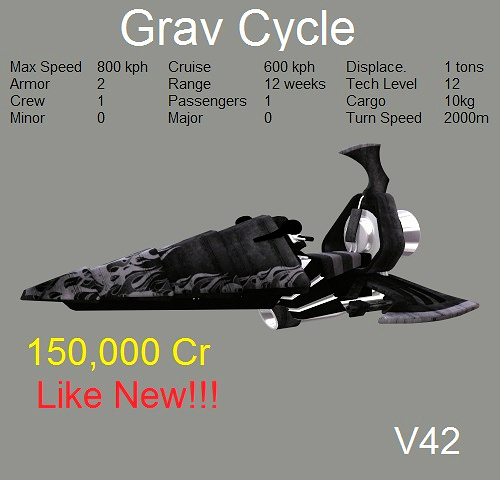 Grav Cycle
Max Speed 800 kph Cruise 600 kph Displace. 1 tons
Armor 2 Range 12 weeks Tech Level 12
Crew 1 Passengers 1 Cargo 10kg
Minor 0 Major 0 Turn Speed 2000m
150,000 Cr
Like New!!!
V42